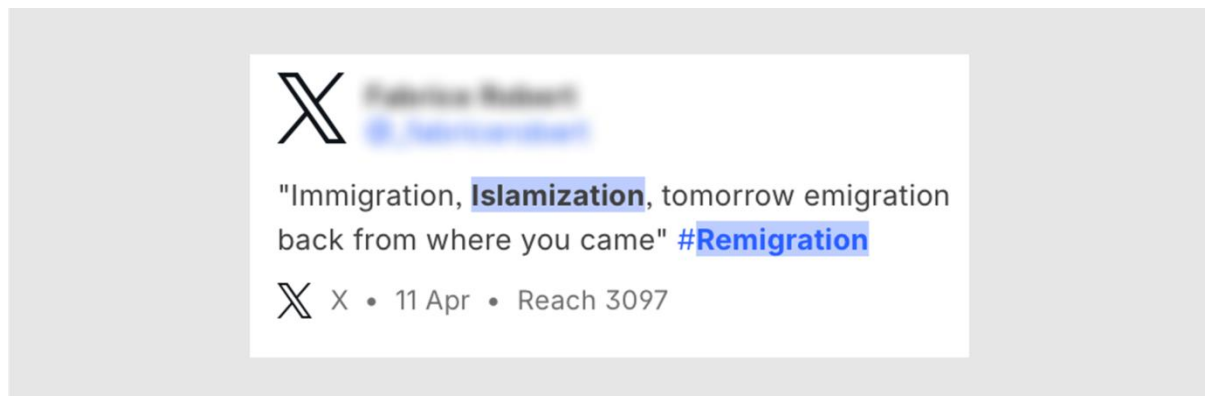 "Immigration, Islamization, tomorrow emigration
back from where you came" #Remigration
X • 11 Apr • Reach 3097